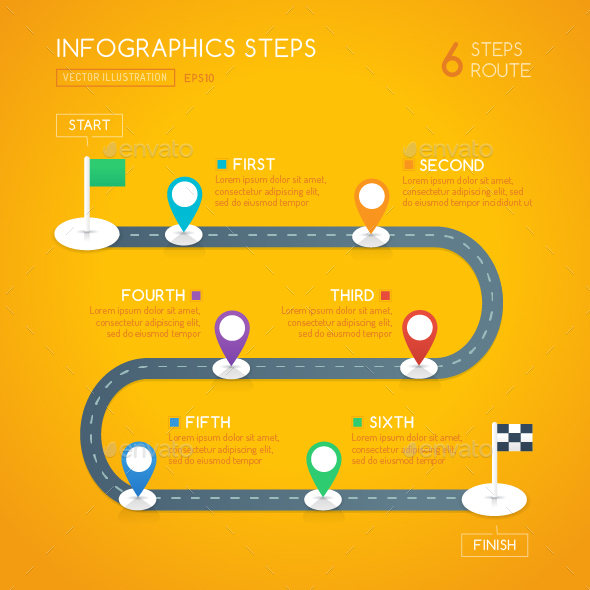 INFOGRAPHICS STEPS
VECTOR ILLUSTRATION EPS10
6 STEPS
ROUTE
START
envato
envato
FIRST
Lorem ipsum dolor sit amet,
consectetur adipiscing elit,
sed do eiusmod tempor
SECOND
Lorem ipsum dolor sit amet,
consectetur adipiscing elit, sed
do eiusmod tempor incididunt ut
FOURTH
Lorem ipsum dolor sit amet,
consectetur adipiscing elit,
sed do eiusmod tempor
THIRD
Lorem ipsum dolor sit amet,
consectetur adipiscing elit,
sed do eiusmod tempor
FIFTH
Lorem ipsum dolor sit amet,
consectetur adipiscing elit,
sed do eiusmod tempor
SIXTH
Lorem ipsum dolor sit amet,
consectetur adipiscing elit,
sed do eiusmod tempor
envato
envato
FINISH